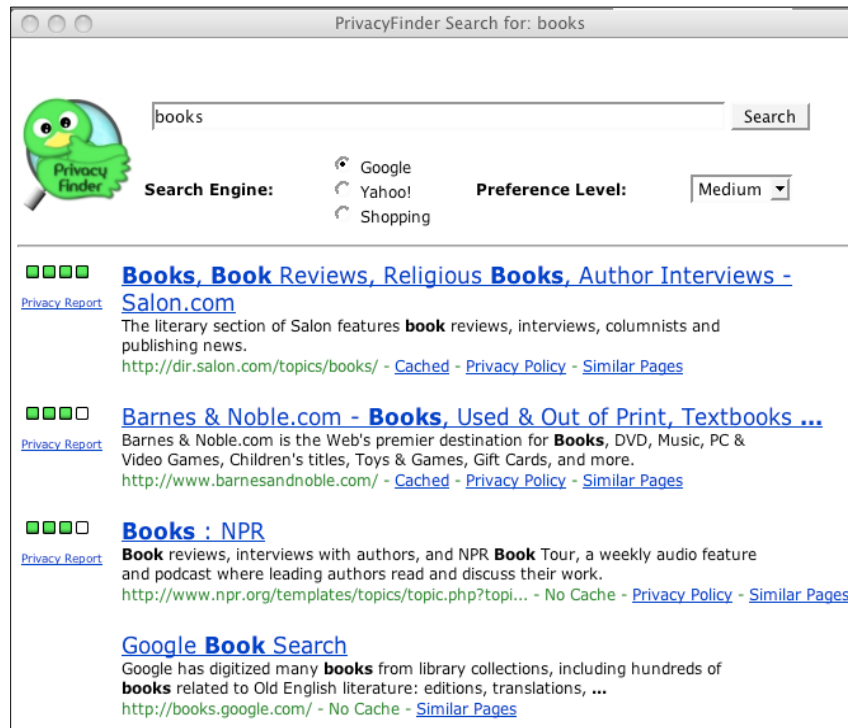 PrivacyFinder Search for: books
books
Search
Privacy
Finder
Search Engine:
Google
Yahoo!
Shopping
Preference Level:
Medium
Books, Book Reviews, Religious Books, Author Interviews -
Salon.com
Privacy Report
The literary section of Salon features book reviews, interviews, columnists and
publishing news.
http://dir.salon.com/topics/books/ - Cached - Privacy Policy - Similar Pages
Barnes & Noble.com - Books, Used & Out of Print, Textbooks ...
Privacy Report
Barnes & Noble.com is the Web's premier destination for Books, DVD, Music, PC &
Video Games, Children's titles, Toys & Games, Gift Cards, and more.
http://www.barnesandnoble.com/ - Cached - Privacy Policy - Similar Pages
Books : NPR
Privacy Report
Book reviews, interviews with authors, and NPR Book Tour, a weekly audio feature
and podcast where leading authors read and discuss their work.
http://www.npr.org/templates/topics/topic.php?topi... - No Cache - Privacy Policy - Similar Pages
Google Book Search
Google has digitized many books from library collections, including hundreds of
books related to Old English literature: editions, translations, ...
http://books.google.com/ - No Cache - Similar Pages